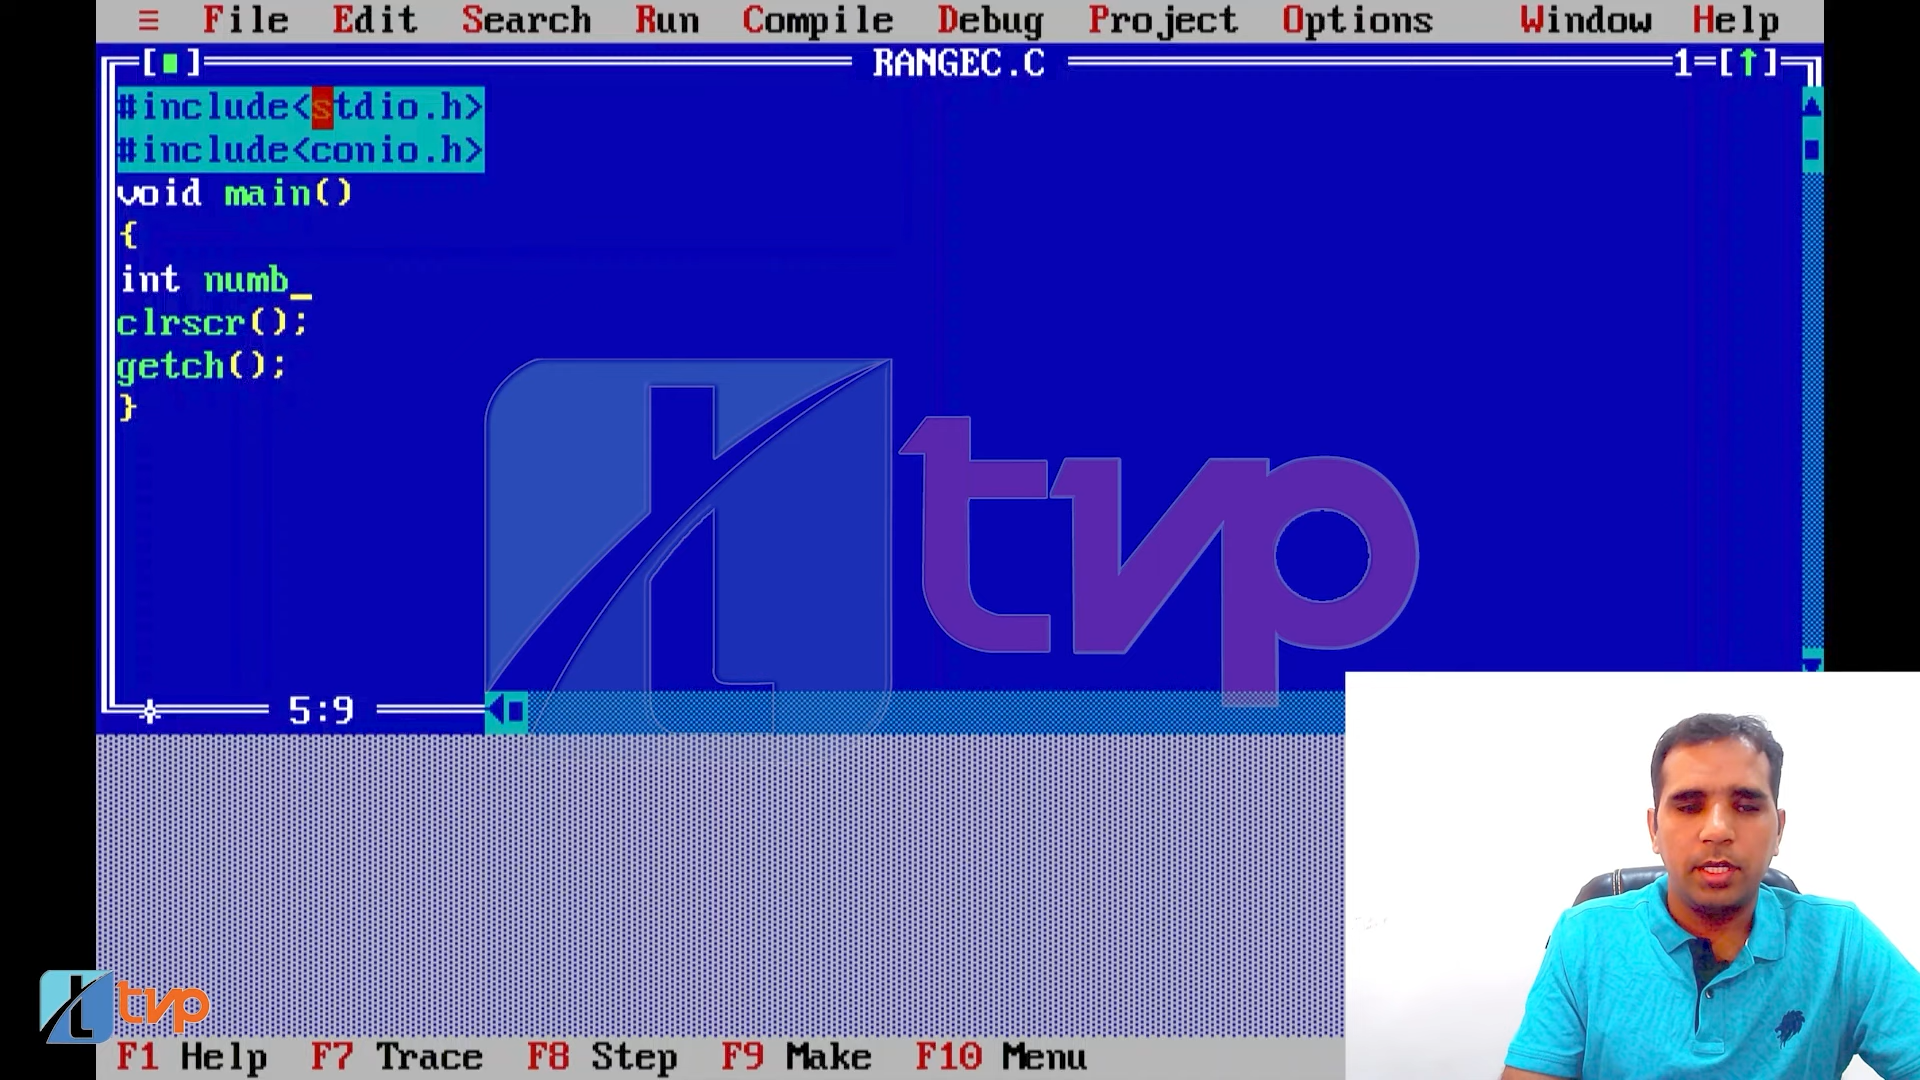 ≡ File Edit Search Run Compile Debug Project Options Window Help
[■] RANGEC.C 1=[↑]
#include<stdio.h>
#include<conio.h>
void main()
{
int numb_
clrscr();
getch();
}
tvp
5:9
tvp
F1 Help F7 Trace F8 Step F9 Make F10 Menu